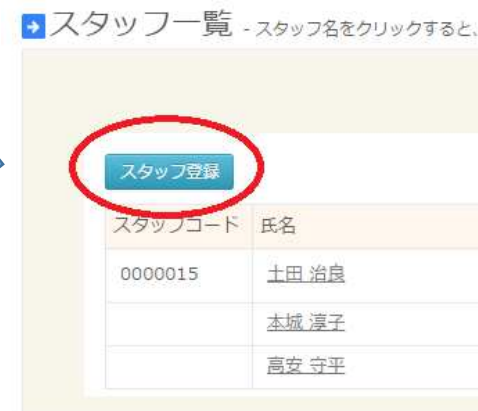 スタッフ一覧 - スタッフ名をクリックすると、
スタッフ登録
スタッフコード 氏名
0000015 土田 治良
本城 淳子
高安 守平